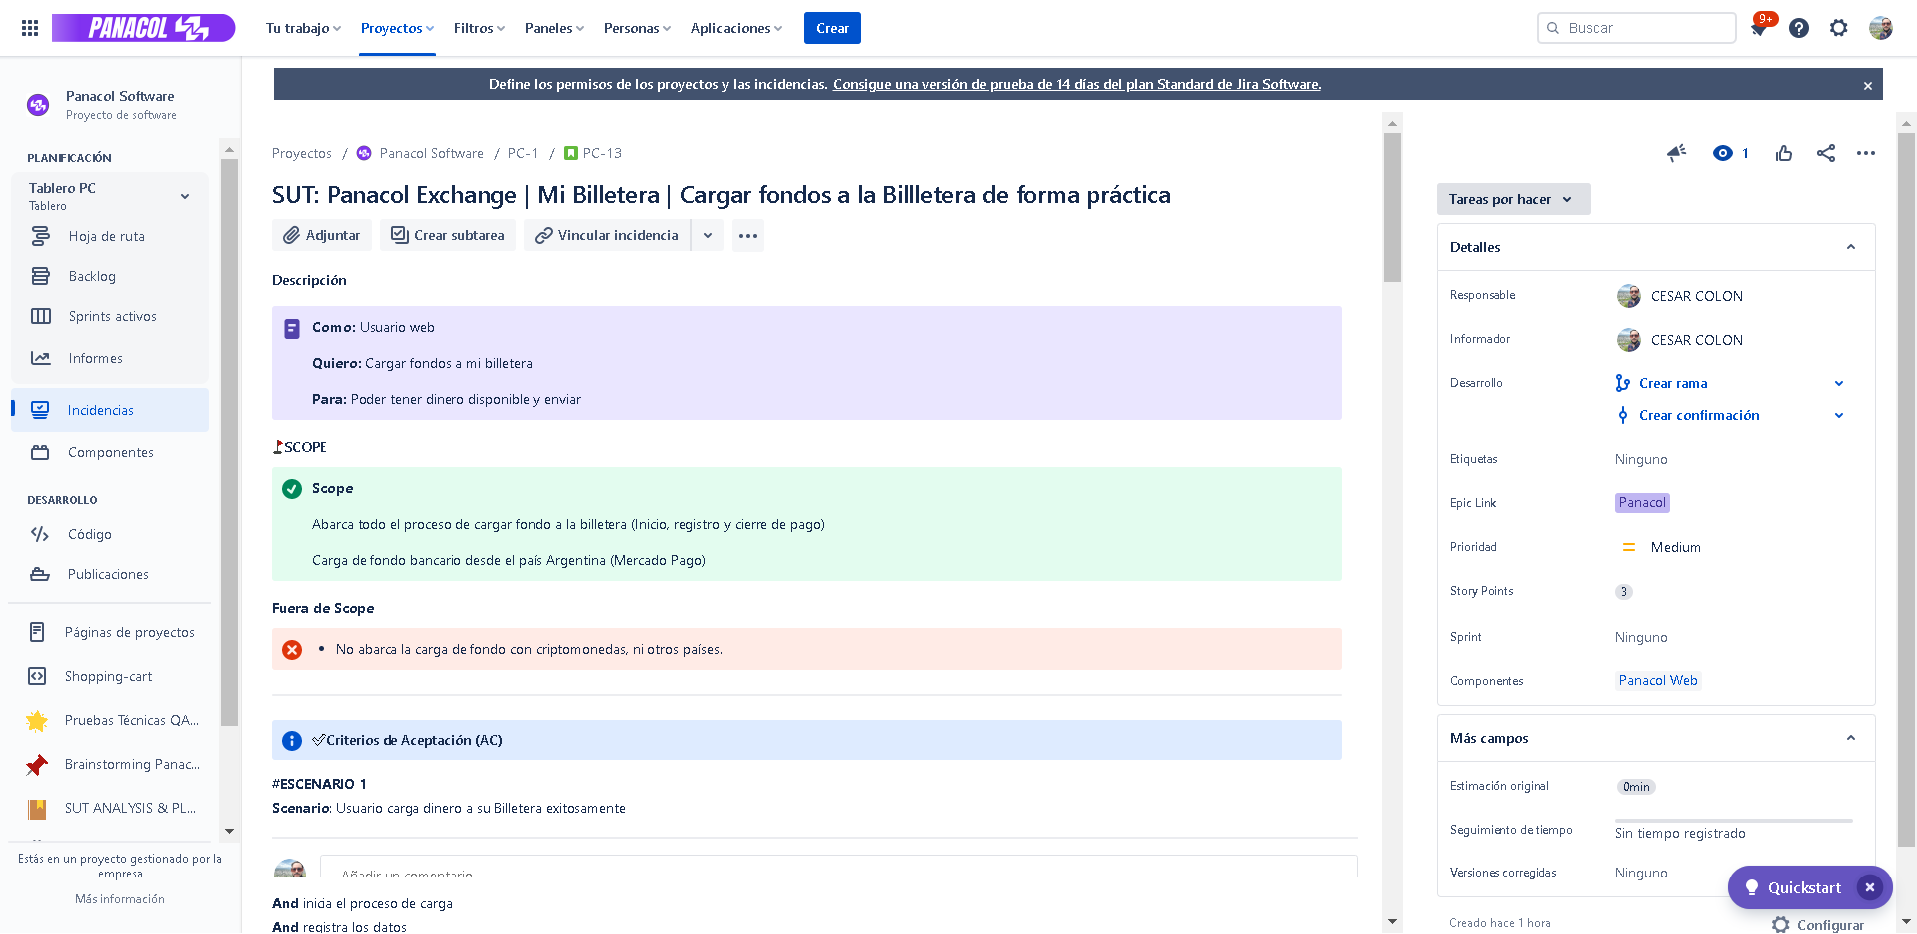 PANACOL
Tu trabajo
Proyectos
Filtros
Paneles
Personas
Aplicaciones
Crear
Buscar
9+
Panacol Software
Proyecto de software
PLANIFICACIÓN
Tablero PC
Tablero
Hoja de ruta
Backlog
Sprints activos
Informes
Incidencias
Componentes
DESARROLLO
Código
Publicaciones
Páginas de proyectos
Shopping-cart
Pruebas Técnicas QA...
Brainstorming Panac...
SUT ANALYSIS & PL...
Estás en un proyecto gestionado por la
empresa
Más información
Define los permisos de los proyectos y las incidencias. Consigue una versión de prueba de 14 días del plan Standard de Jira Software.
Proyectos / Panacol Software / PC-1 / PC-13
SUT: Panacol Exchange | Mi Billetera | Cargar fondos a la Billletera de forma práctica
Adjuntar
Crear subtarea
Vincular incidencia
Descripción
Como: Usuario web
Quiero: Cargar fondos a mi billetera
Para: Poder tener dinero disponible y enviar
SCOPE
Scope
Abarca todo el proceso de cargar fondo a la billetera (Inicio, registro y cierre de pago)
Carga de fondo bancario desde el país Argentina (Mercado Pago)
Fuera de Scope
• No abarca la carga de fondo con criptomonedas, ni otros países.
Criterios de Aceptación (AC)
#ESCENARIO 1
Scenario: Usuario carga dinero a su Billetera exitosamente
Añadir un comentario
And inicia el proceso de carga
And registra los datos
1
Tareas por hacer
Detalles
Responsable
CESAR COLON
Informador
CESAR COLON
Desarrollo
Crear rama
Crear confirmación
Etiquetas
Ninguno
Epic Link
Panacol
Prioridad
Medium
Story Points
3
Sprint
Ninguno
Componentes
Panacol Web
Más campos
Estimación original
0min
Seguimiento de tiempo
Sin tiempo registrado
Versiones corregidas
Ninguno
Quickstart
Creado hace 1 hora
Configurar